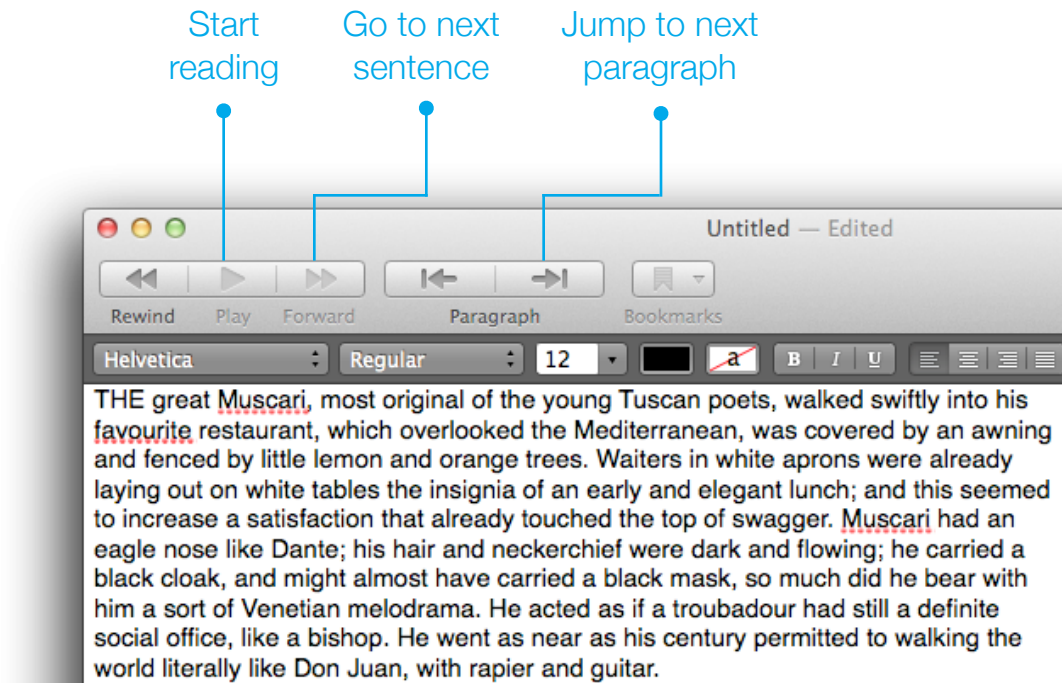 Start reading
Go to next sentence
Jump to next paragraph
Untitled — Edited
Rewind Play Forward Paragraph Bookmarks
Helvetica Regular 12 a B I U
THE great Muscari, most original of the young Tuscan poets, walked swiftly into his
favourite restaurant, which overlooked the Mediterranean, was covered by an awning
and fenced by little lemon and orange trees. Waiters in white aprons were already
laying out on white tables the insignia of an early and elegant lunch; and this seemed
to increase a satisfaction that already touched the top of swagger. Muscari had an
eagle nose like Dante; his hair and neckerchief were dark and flowing; he carried a
black cloak, and might almost have carried a black mask, so much did he bear with
him a sort of Venetian melodrama. He acted as if a troubadour had still a definite
social office, like a bishop. He went as near as his century permitted to walking the
world literally like Don Juan, with rapier and guitar.